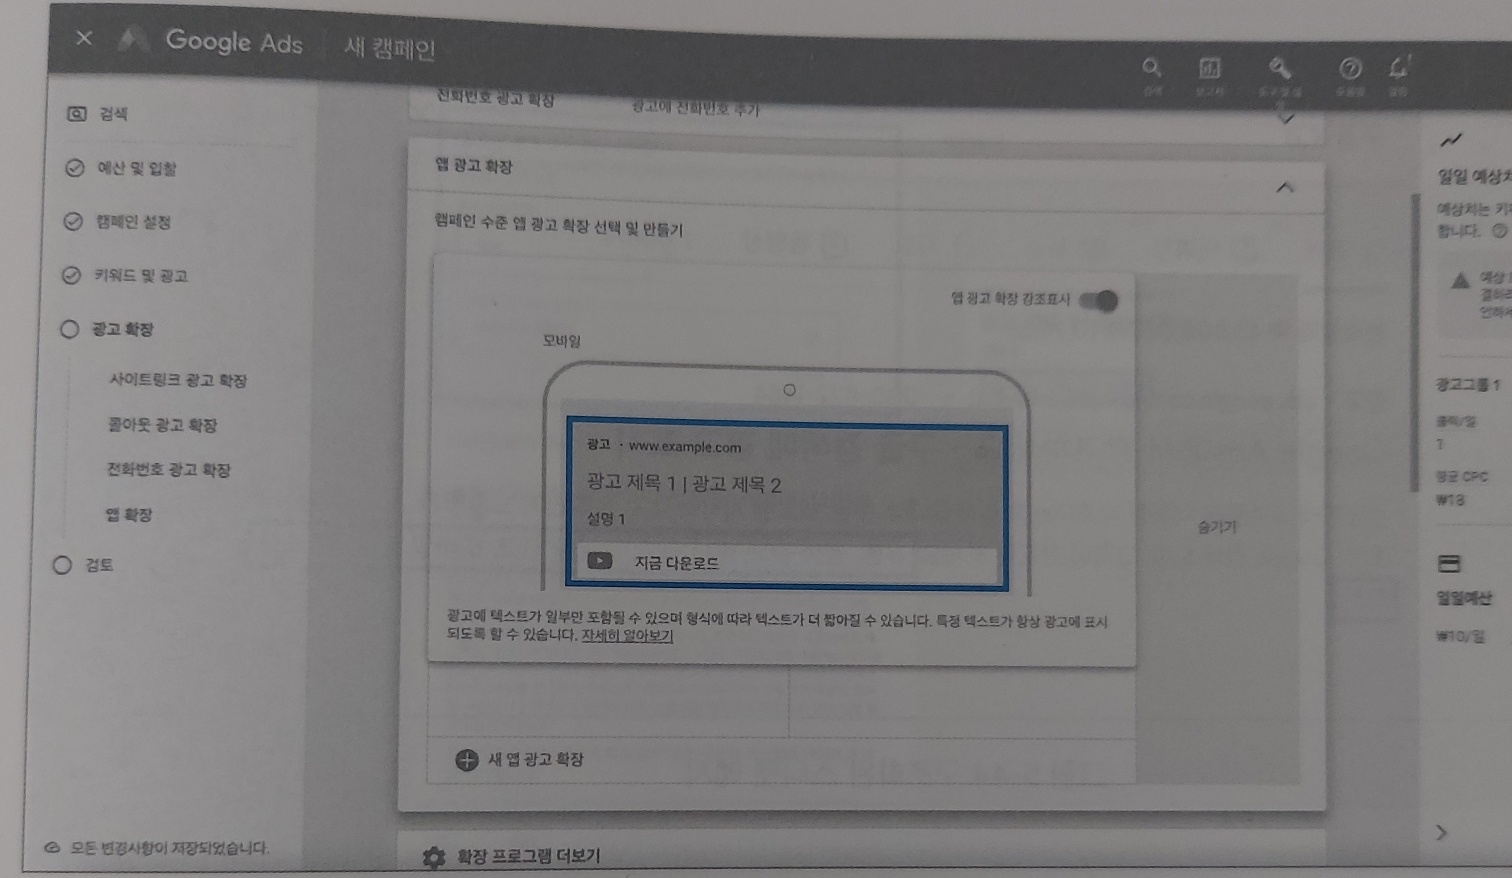 Google Ads 새 캠페인
검색
예산 및 입찰
캠페인 설정
키워드 및 광고
광고 확장
사이트링크 광고 확장
콜아웃 광고 확장
전화번호 광고 확장
앱 확장
검토
모든 변경사항이 저장되었습니다.
전화번호 광고 확장 광고에 전화번호 추가
앱 광고 확장
캠페인 수준 앱 광고 확장 선택 및 만들기
앱 광고 확장 강조표시
모바일
광고 · www.example.com
광고 제목 1 | 광고 제목 2
설명 1
지금 다운로드
광고에 텍스트가 일부만 포함될 수 있으며 형식에 따라 텍스트가 더 짧아질 수 있습니다. 특정 텍스트가 항상 광고에 표시
되도록 할 수 있습니다. 자세히 알아보기
숨기기
새 앱 광고 확장
확장 프로그램 더보기
검색 보고서 도움말 알림
일일 예상치
예상치는 키워
합니다.
예상
광고그룹 1
클릭/일
1
평균 CPC
₩18
일일예산
₩10/일